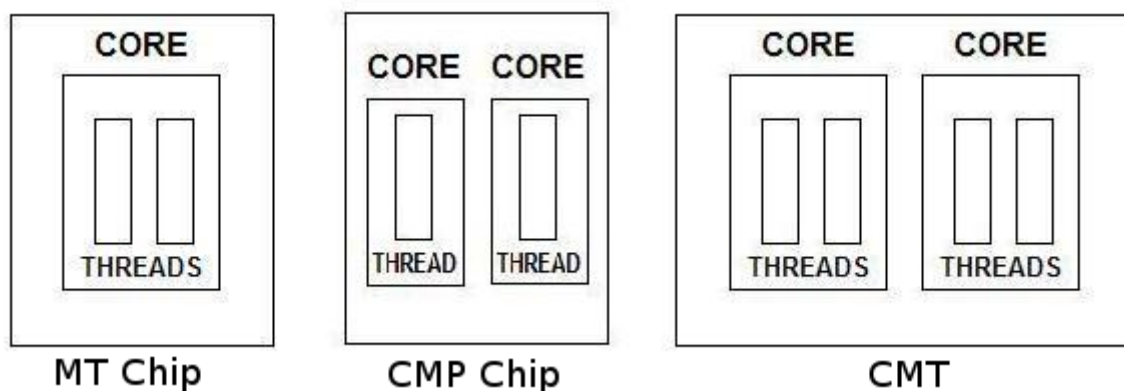 CORE
THREADS
MT Chip
CORE CORE
THREAD THREAD
CMP Chip
CORE CORE
THREADS THREADS
CMT